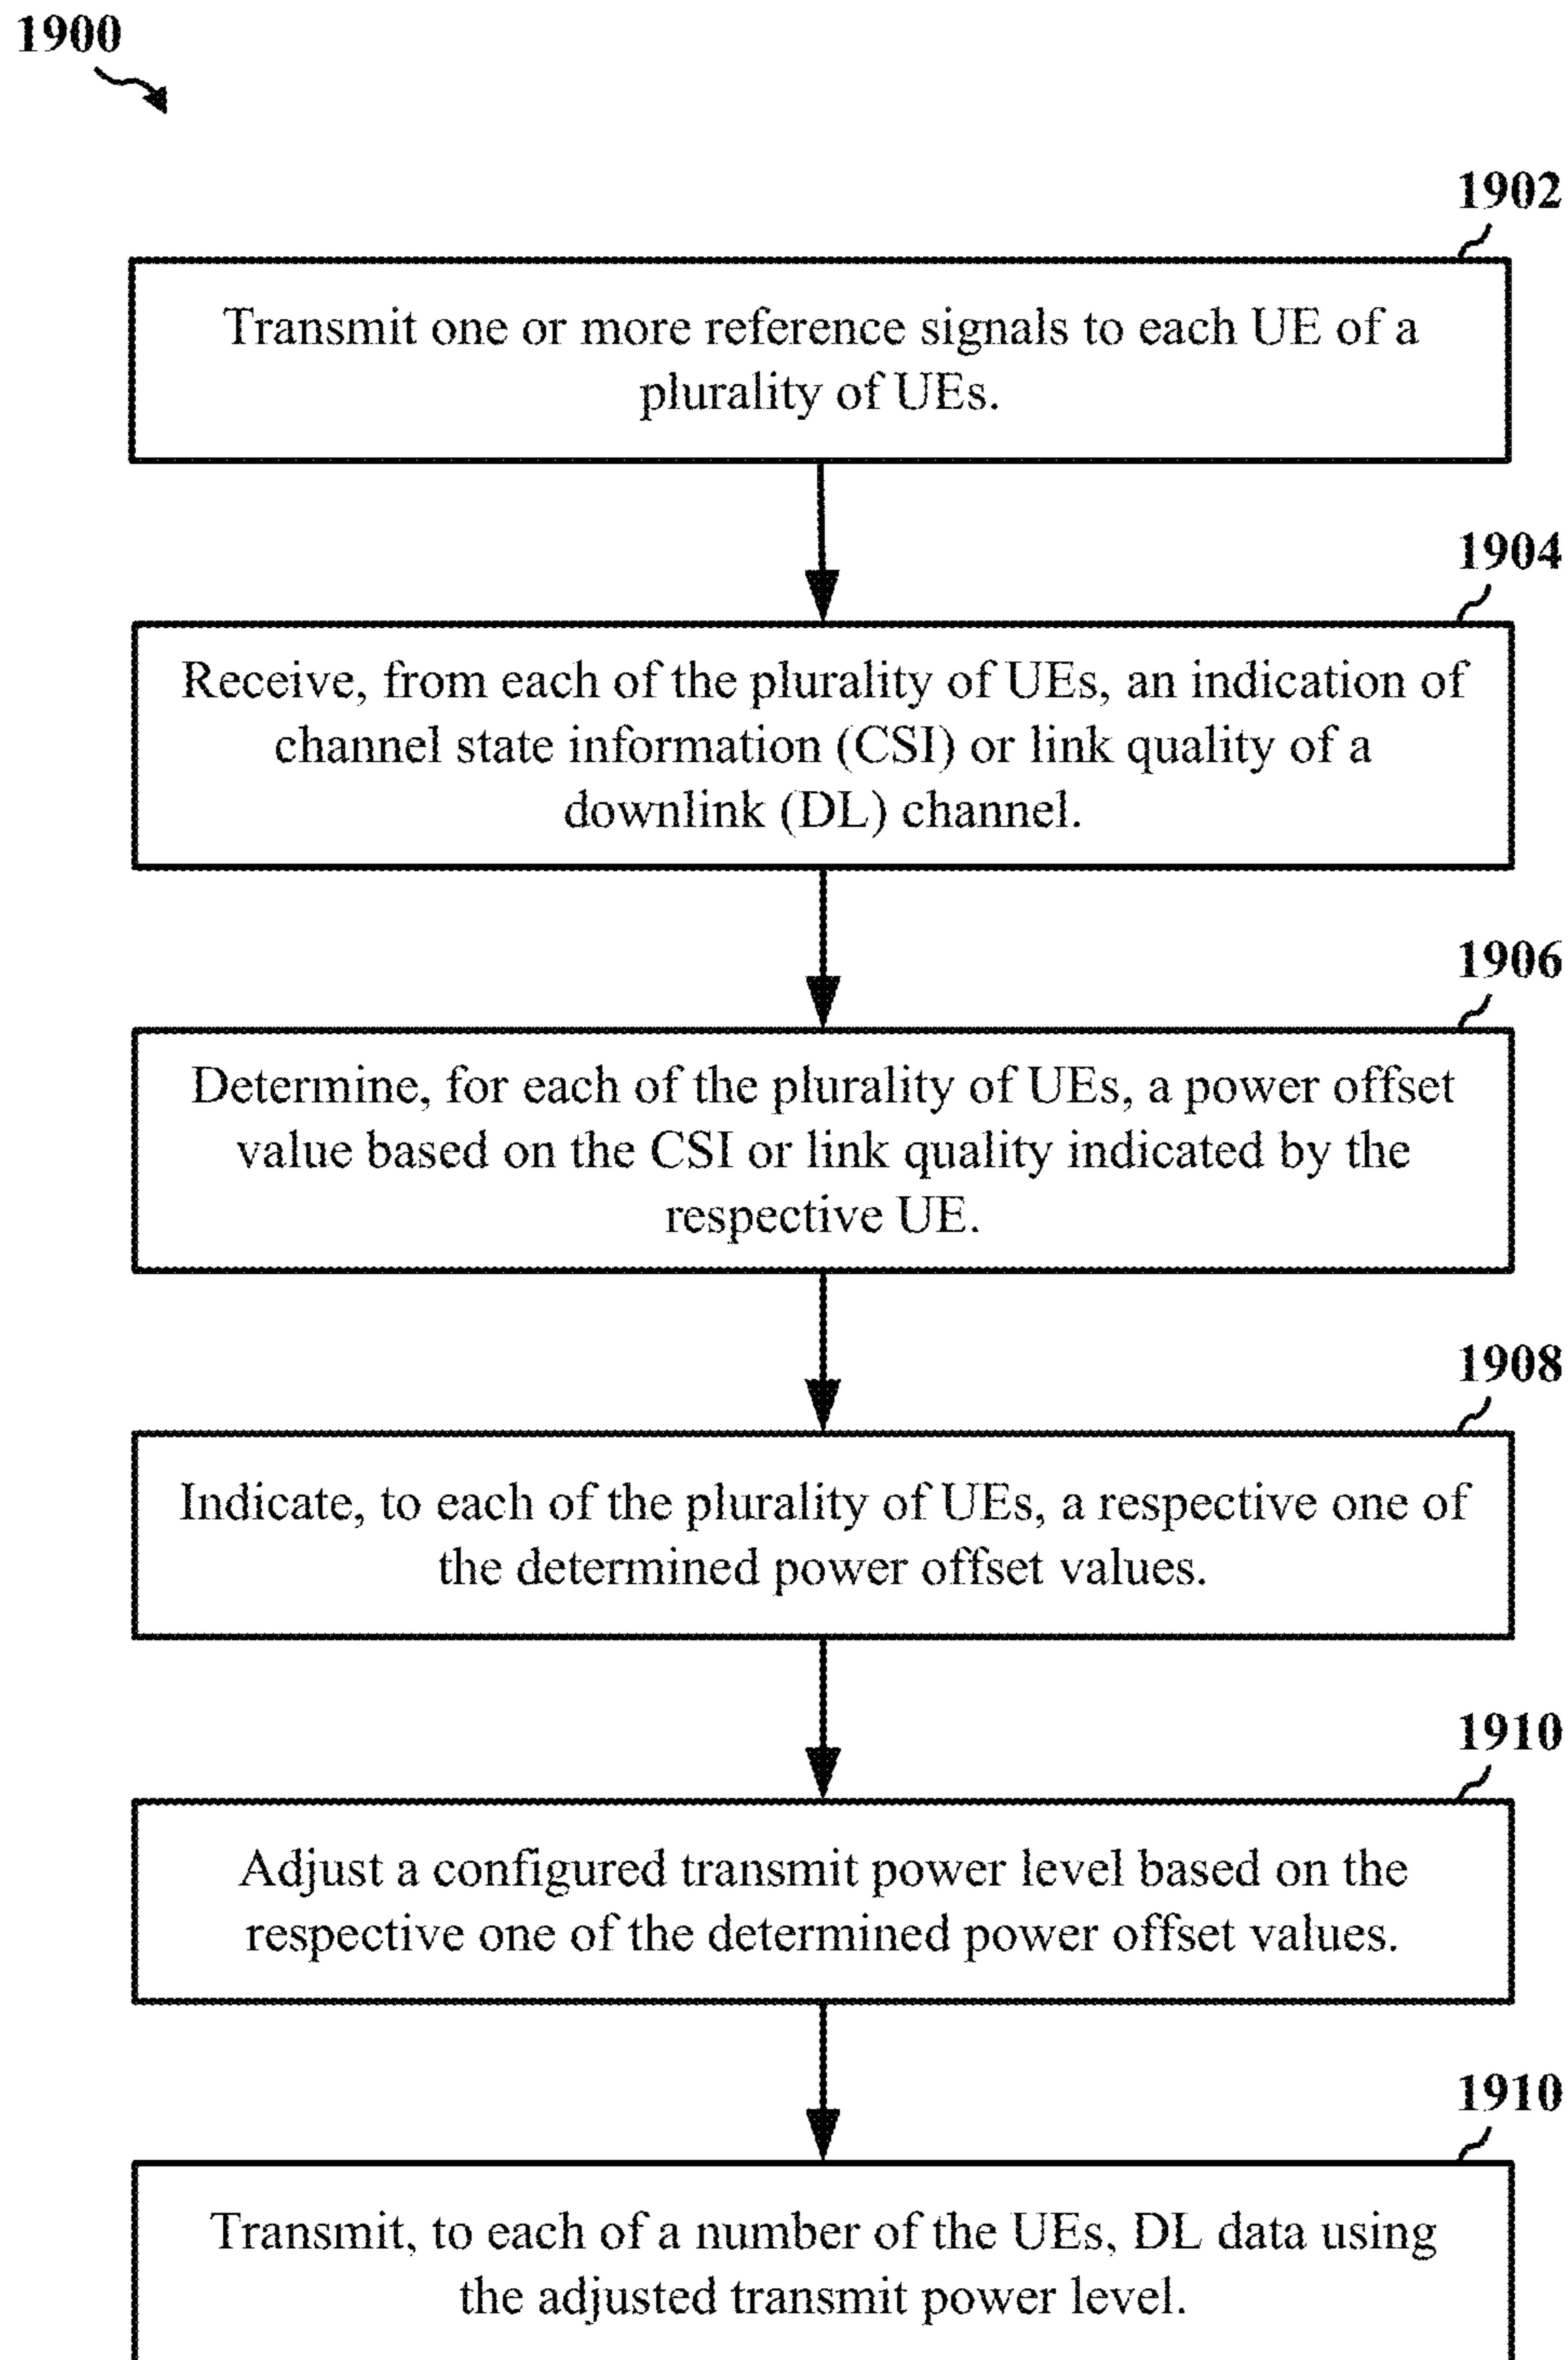 1900
1902
Transmit one or more reference signals to each UE of a
plurality of UEs.
1904
Receive, from each of the plurality of UEs, an indication of
channel state information (CSI) or link quality of a
downlink (DL) channel.
1906
Determine, for each of the plurality of UEs, a power offset
value based on the CSI or link quality indicated by the
respective UE.
1908
Indicate, to each of the plurality of UEs, a respective one of
the determined power offset values.
1910
Adjust a configured transmit power level based on the
respective one of the determined power offset values.
1910
Transmit, to each of a number of the UEs, DL data using
the adjusted transmit power level.